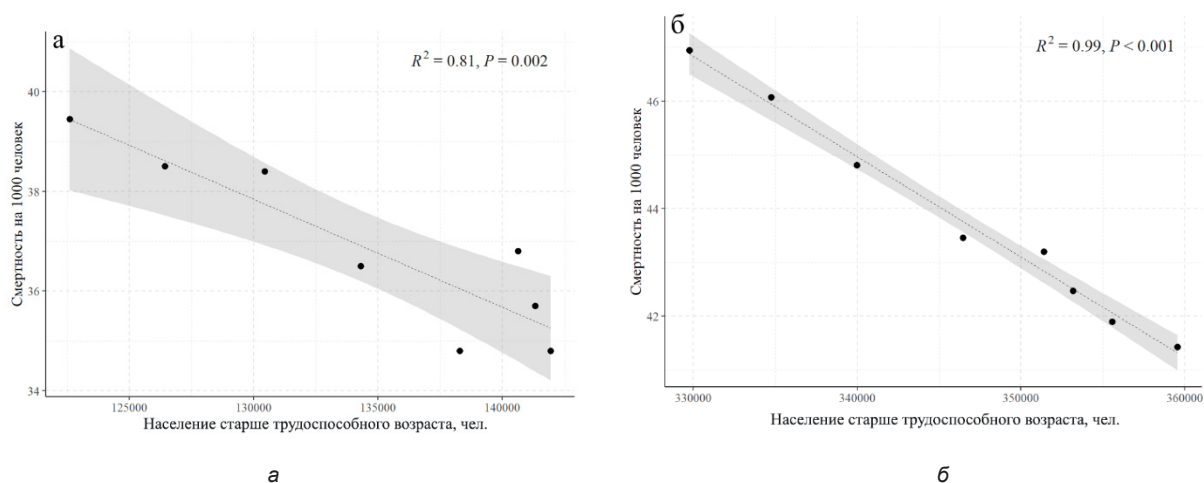 а
R² = 0.81, P = 0.002
Смертность на 1000 человек
40
38
36
34
125000 130000 135000 140000
Население старше трудоспособного возраста, чел.
а
б
R² = 0.99, P < 0.001
Смертность на 1000 человек
46
44
42
330000 340000 350000 360000
Население старше трудоспособного возраста, чел.
б